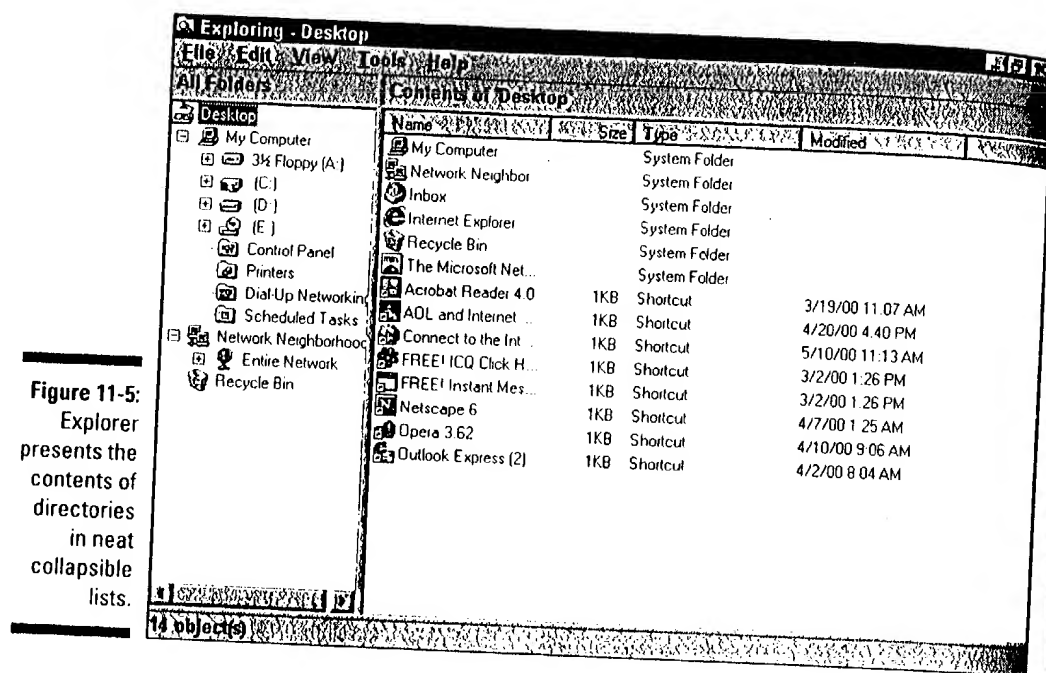 Exploring - Desktop
File Edit View Tools Help
All Folders
Contents of 'Desktop'
Name Size Type Modified
Desktop
My Computer
3½ Floppy (A:)
(C:)
(D:)
(E:)
Control Panel
Printers
Dial-Up Networkin
Scheduled Tasks
Network Neighborhood
Entire Network
Recycle Bin
My Computer System Folder
Network Neighbor System Folder
Inbox System Folder
Internet Explorer System Folder
Recycle Bin System Folder
The Microsoft Net... System Folder
Acrobat Reader 4.0 1KB Shortcut 3/19/00 11:07 AM
AOL and Internet ... 1KB Shortcut 4/20/00 4:40 PM
Connect to the Int... 1KB Shortcut 5/10/00 11:13 AM
FREE! ICQ Click H... 1KB Shortcut 3/2/00 1:26 PM
FREE! Instant Mes... 1KB Shortcut 3/2/00 1:26 PM
Netscape 6 1KB Shortcut 4/7/00 1:25 AM
Opera 3.62 1KB Shortcut 4/10/00 9:06 AM
Outlook Express (2) 1KB Shortcut 4/2/00 8:04 AM
14 object(s)
Figure 11-5:
Explorer
presents the
contents of
directories
in neat
collapsible
lists.